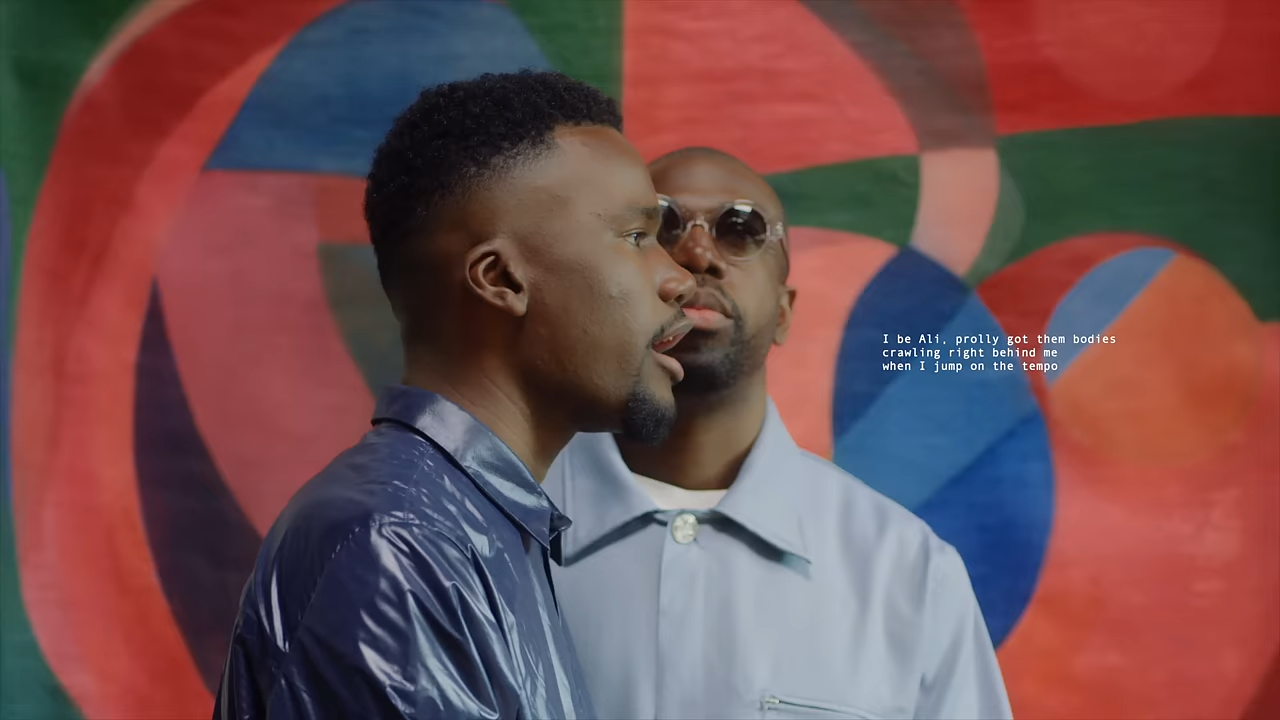 I be Ali, prolly got them bodies
crawling right behind me
when I jump on the tempo